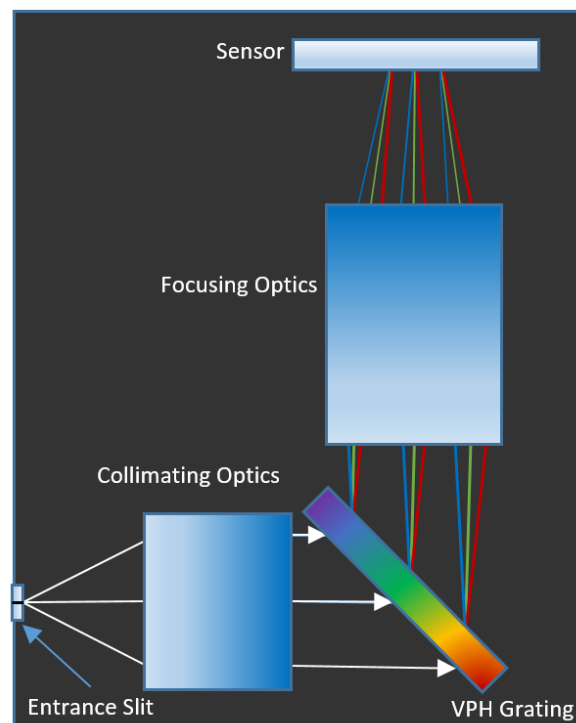 Sensor
Focusing Optics
Collimating Optics
Entrance Slit
VPH Grating